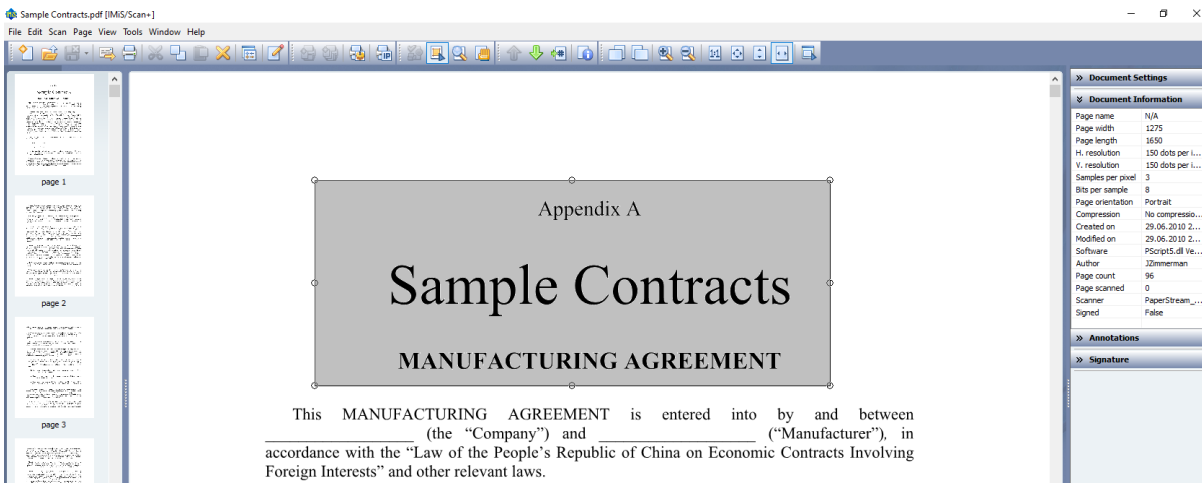 Sample Contracts.pdf [IMiS/Scan+]
File Edit Scan Page View Tools Window Help
page 1
page 2
page 3
Appendix A
Sample Contracts
MANUFACTURING AGREEMENT
This MANUFACTURING AGREEMENT is entered into by and between
___________________ (the “Company”) and ____________________ (“Manufacturer”), in
accordance with the “Law of the People’s Republic of China on Economic Contracts Involving
Foreign Interests” and other relevant laws.
Document Settings
Document Information
Page name N/A
Page width 1275
Page length 1650
H. resolution 150 dots per i...
V. resolution 150 dots per i...
Samples per pixel 3
Bits per sample 8
Page orientation Portrait
Compression No compressio...
Created on 29.06.2010 2...
Modified on 29.06.2010 2...
Software PScript5.dll Ve...
Author JZimmerman
Page count 96
Page scanned 0
Scanner PaperStream_...
Signed False
Annotations
Signature